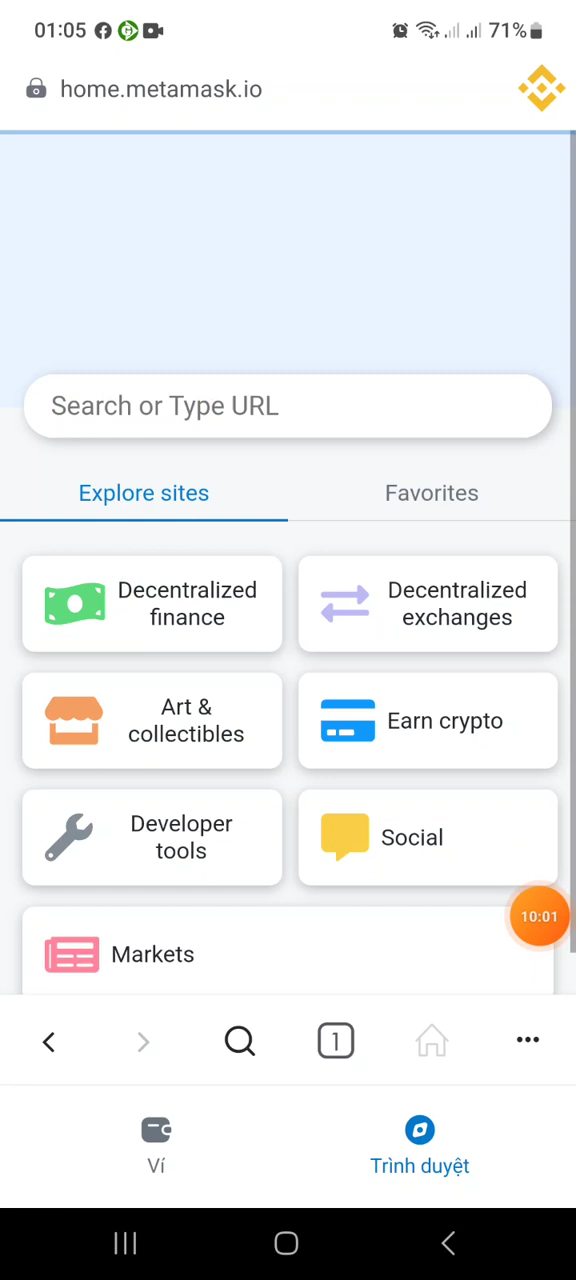 01:05
71%
home.metamask.io
Search or Type URL
Explore sites
Favorites
Decentralized
finance
Decentralized
exchanges
Art &
collectibles
Earn crypto
Developer
tools
Social
10:01
Markets
1
Ví
Trình duyệt